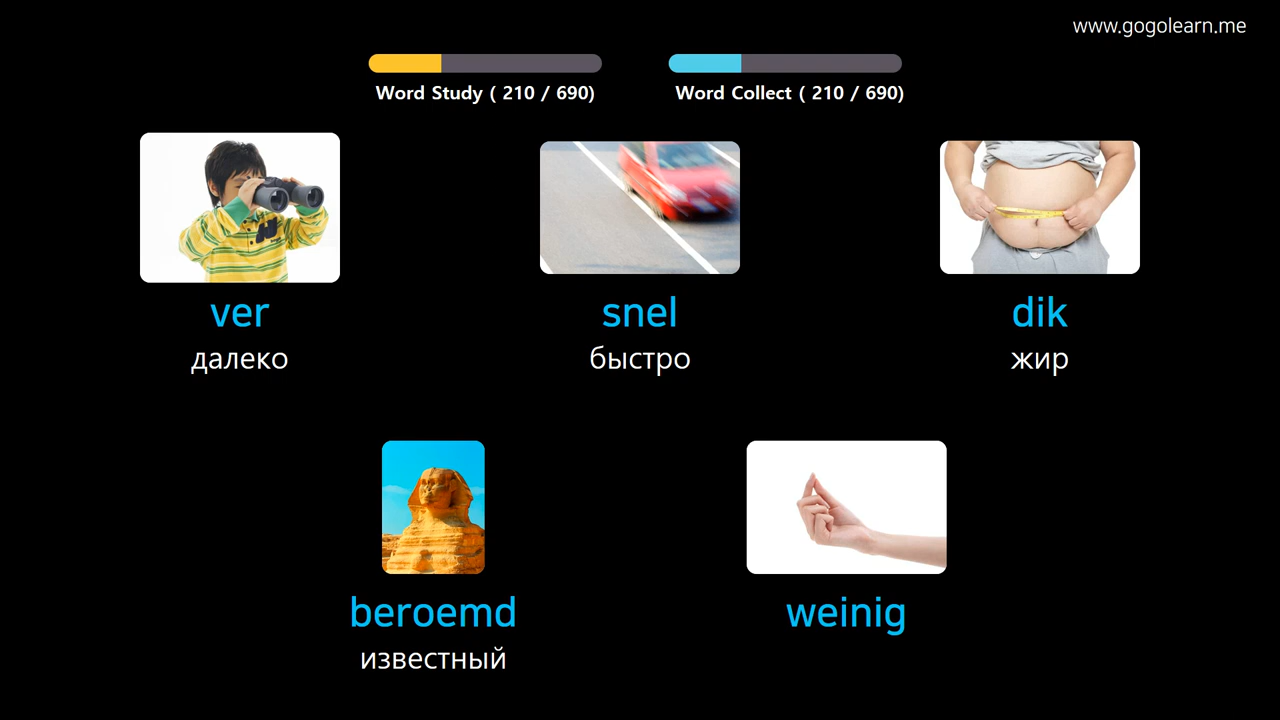 www.gogolearn.me
Word Study ( 210 / 690)
Word Collect ( 210 / 690)
ver
далеко
snel
быстро
dik
жир
beroemd
известный
weinig